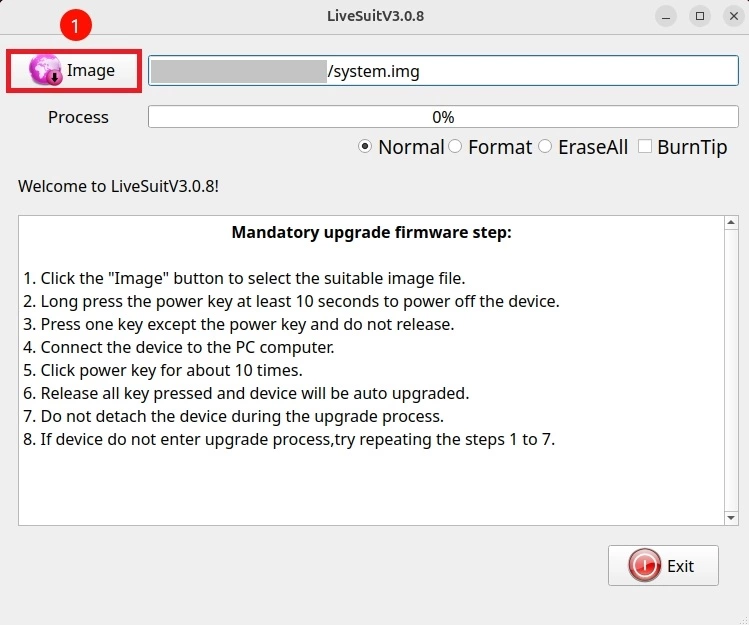 LiveSuitV3.0.8
1
Image
/system.img
Process
0%
Normal Format EraseAll BurnTip
Welcome to LiveSuitV3.0.8!
Mandatory upgrade firmware step:
1. Click the "Image" button to select the suitable image file.
2. Long press the power key at least 10 seconds to power off the device.
3. Press one key except the power key and do not release.
4. Connect the device to the PC computer.
5. Click power key for about 10 times.
6. Release all key pressed and device will be auto upgraded.
7. Do not detach the device during the upgrade process.
8. If device do not enter upgrade process,try repeating the steps 1 to 7.
Exit